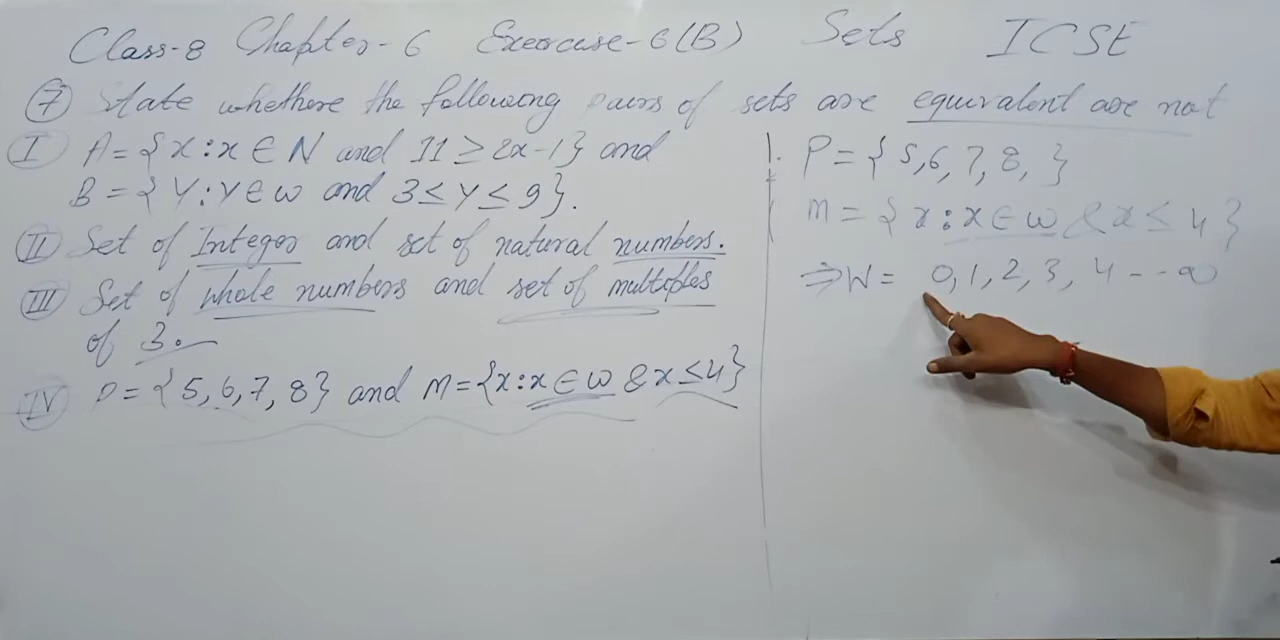 Class-8 Chapter-6 Exercise-6(B) Sets ICSE
⑦ State whethere the following pairs of sets are equivalent are not
Ⅰ A = {x : x ∈ N and 11 ≥ 2x-1} and
B = {Y : Y ∈ W and 3 ≤ Y ≤ 9}.
Ⅱ Set of Integer and set of natural numbers.
Ⅲ Set of whole numbers and set of multiples
of 3.
Ⅳ P = {5, 6, 7, 8} and M = {x : x ∈ W & x ≤ 4}
P = {5, 6, 7, 8, }
M = {x : x ∈ W & x ≤ 4}
⇒ W = 0, 1, 2, 3, 4 -- ∞